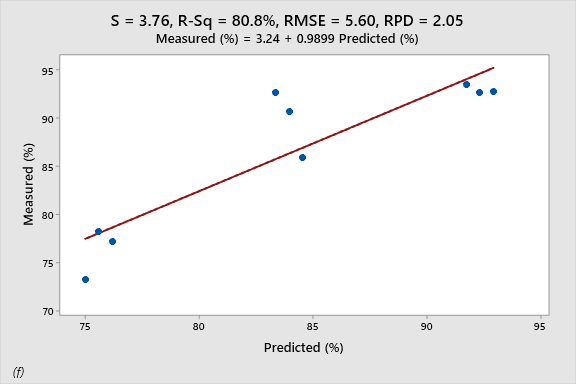 S = 3.76, R-Sq = 80.8%, RMSE = 5.60, RPD = 2.05
Measured (%) = 3.24 + 0.9899 Predicted (%)
95
90
85
80
75
70
Measured (%)
75 80 85 90 95
Predicted (%)
(f)